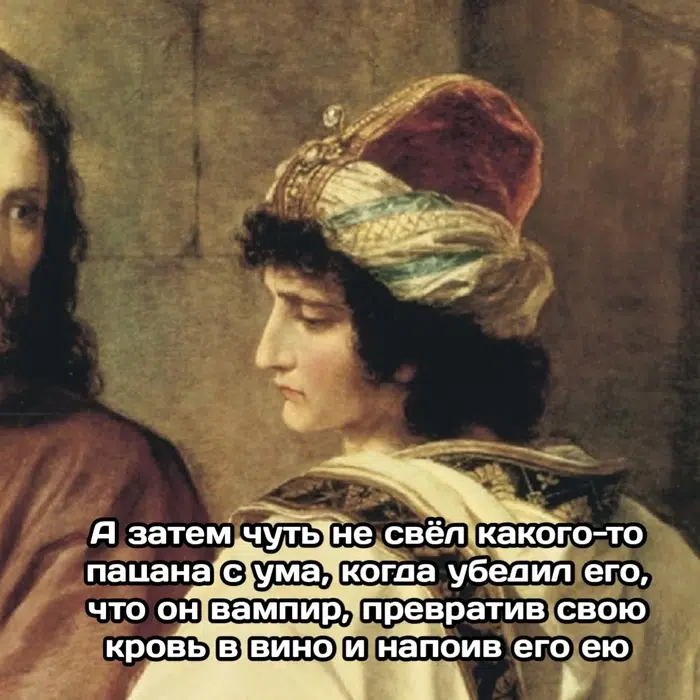 А затем чуть не свёл какого-то
пацана с ума, когда убедил его,
что он вампир, превратив свою
кровь в вино и напоив его ею